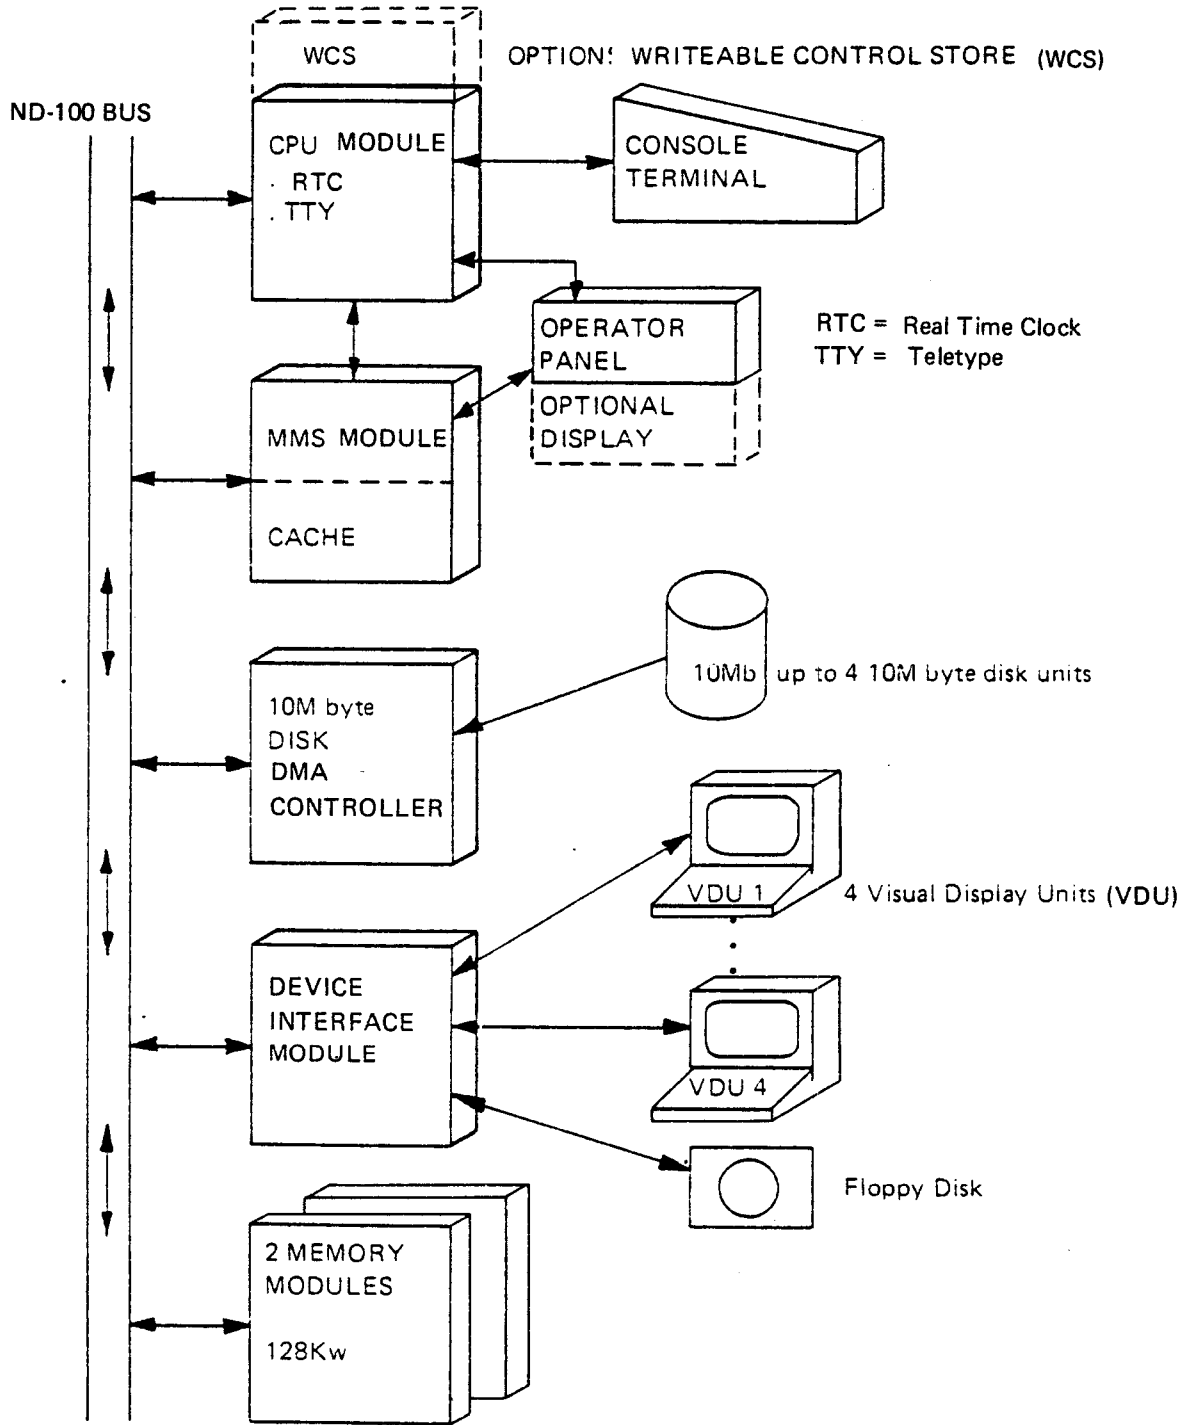 WCS
OPTION: WRITEABLE CONTROL STORE (WCS)
ND-100 BUS
CPU MODULE
. RTC
. TTY
CONSOLE
TERMINAL
OPERATOR
PANEL
RTC = Real Time Clock
TTY = Teletype
OPTIONAL
DISPLAY
MMS MODULE
CACHE
10Mb up to 4 10M byte disk units
10M byte
DISK
DMA
CONTROLLER
VDU 1
4 Visual Display Units (VDU)
DEVICE
INTERFACE
MODULE
VDU 4
Floppy Disk
2 MEMORY
MODULES
128Kw